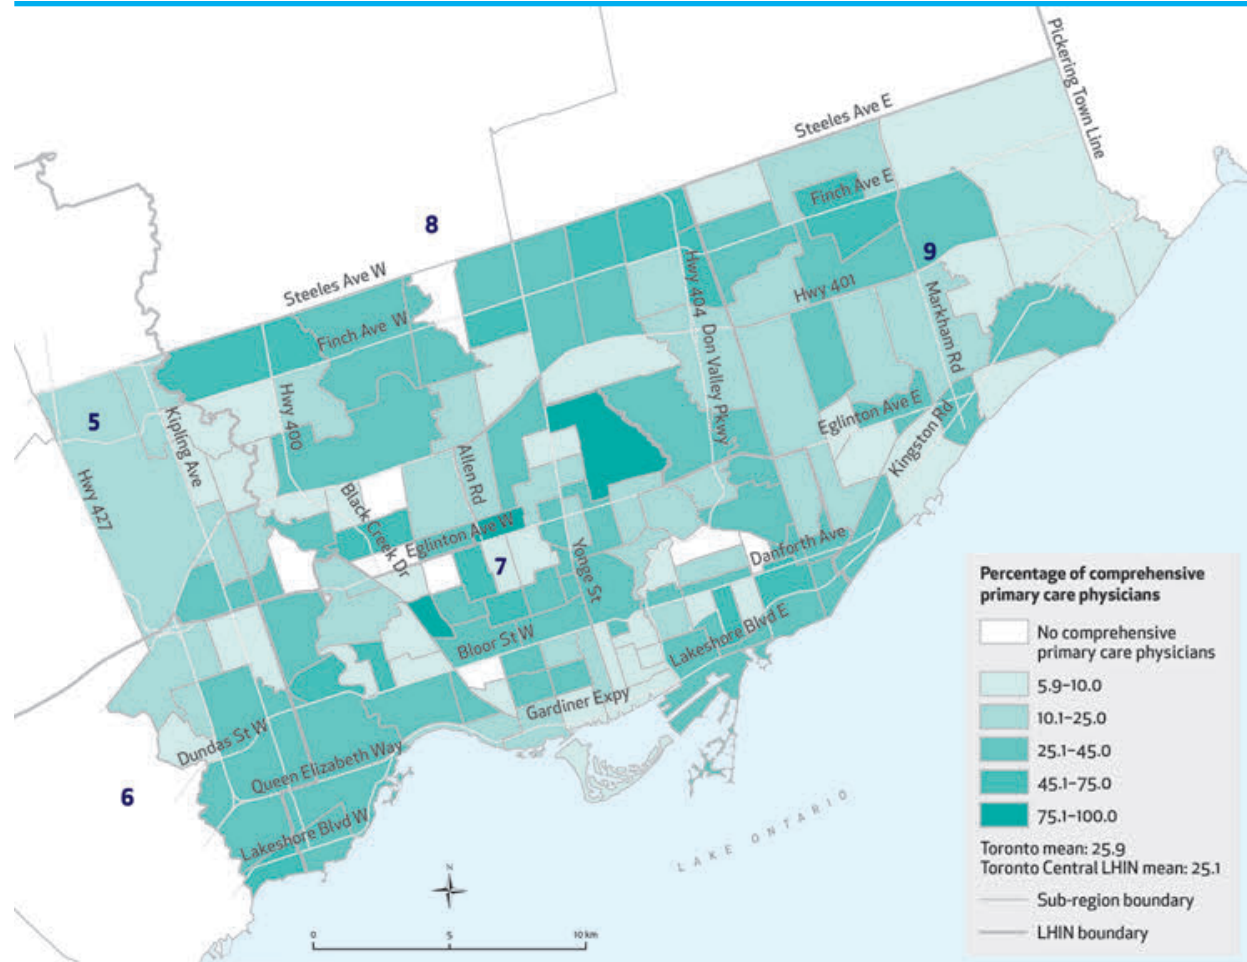 Pickering Town Line
Steeles Ave E
Finch Ave E
8
9
Steeles Ave W
Hwy 404
Hwy 401
Finch Ave W
Markham Rd
Don Valley Pkwy
5
Kipling Ave
Hwy 400
Eglinton Ave E
Kingston Rd
Allen Rd
Hwy 427
Black Creek Dr
Eglinton Ave W
7
Yonge St
Danforth Ave
Bloor St W
Lakeshore Blvd E
Gardiner Expy
Dundas St W
Queen Elizabeth Way
6
Lakeshore Blvd W
LAKE ONTARIO
N
0 5 10 km
Percentage of comprehensive
primary care physicians
No comprehensive
primary care physicians
5.9–10.0
10.1–25.0
25.1–45.0
45.1–75.0
75.1–100.0
Toronto mean: 25.9
Toronto Central LHIN mean: 25.1
Sub-region boundary
LHIN boundary